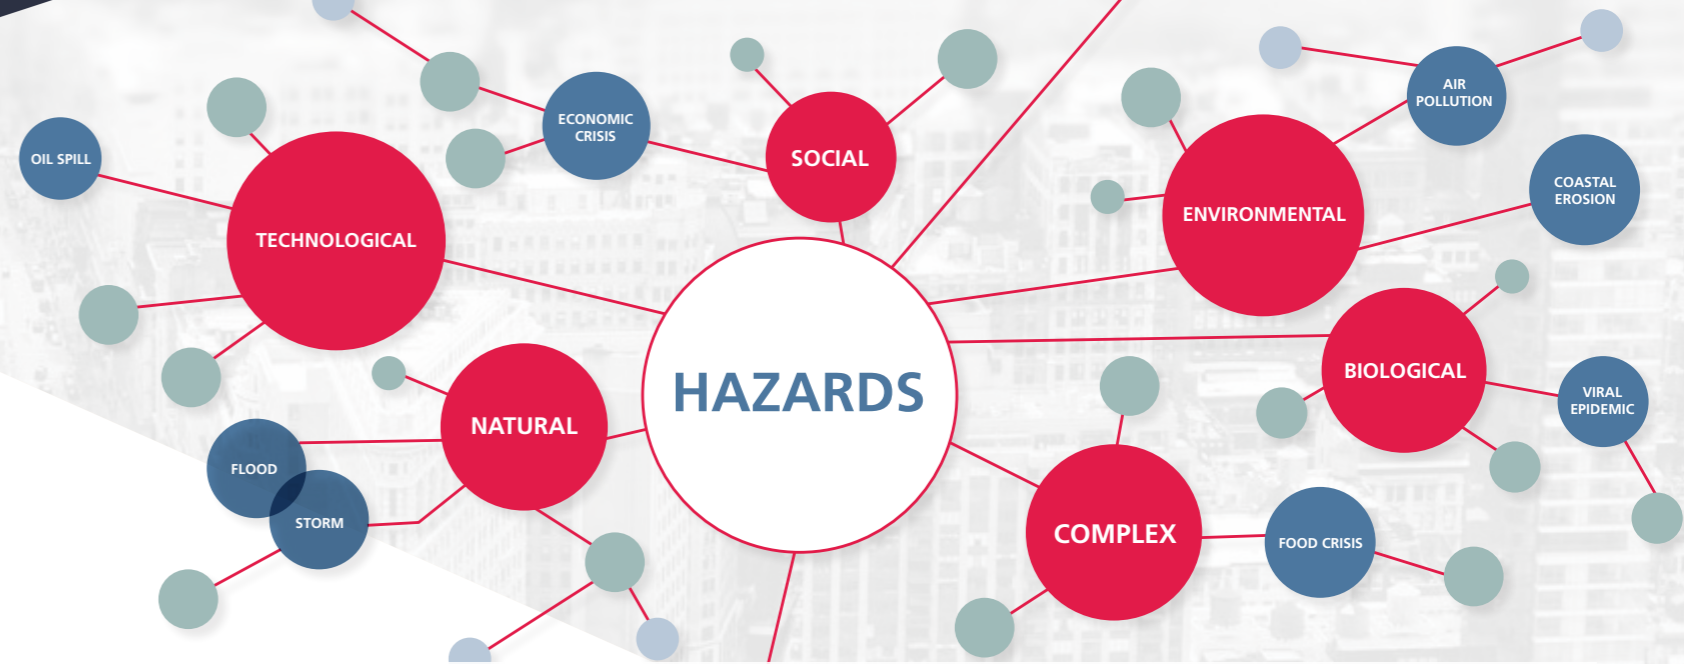 AIR
POLLUTION
ECONOMIC
CRISIS
OIL SPILL
SOCIAL
COASTAL
EROSION
ENVIRONMENTAL
TECHNOLOGICAL
BIOLOGICAL
HAZARDS
VIRAL
EPIDEMIC
NATURAL
FLOOD
STORM
COMPLEX
FOOD CRISIS